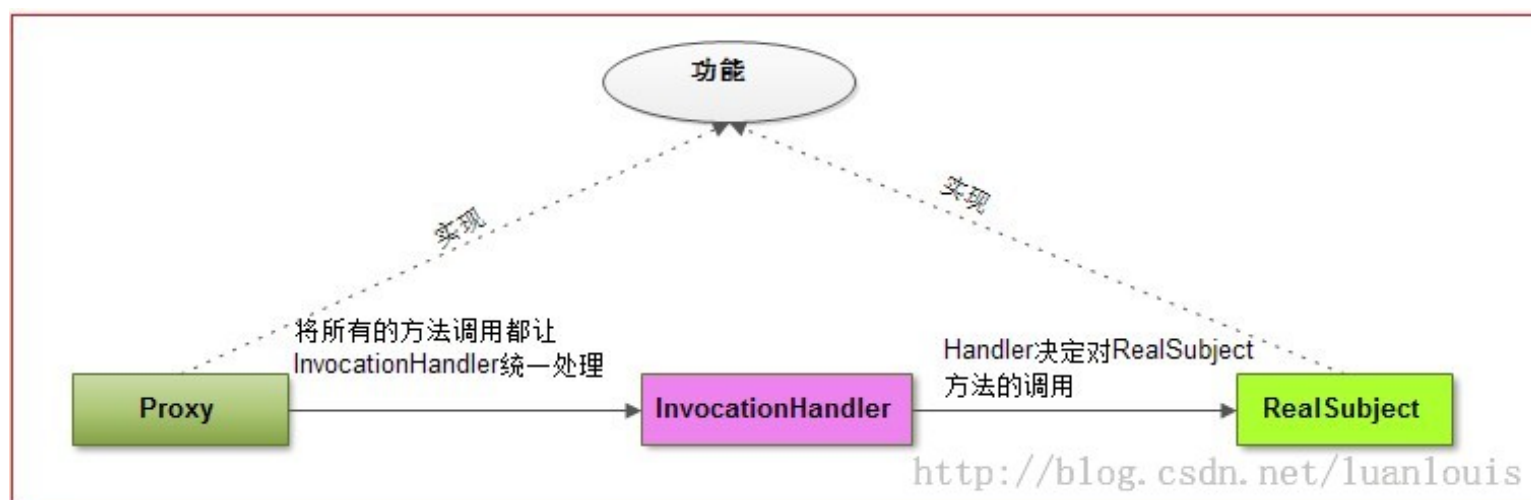 功能
实现
实现
将所有的方法调用都让
InvocationHandler统一处理
Handler决定对RealSubject
方法的调用
Proxy
InvocationHandler
RealSubject
http://blog.csdn.net/luanlouis